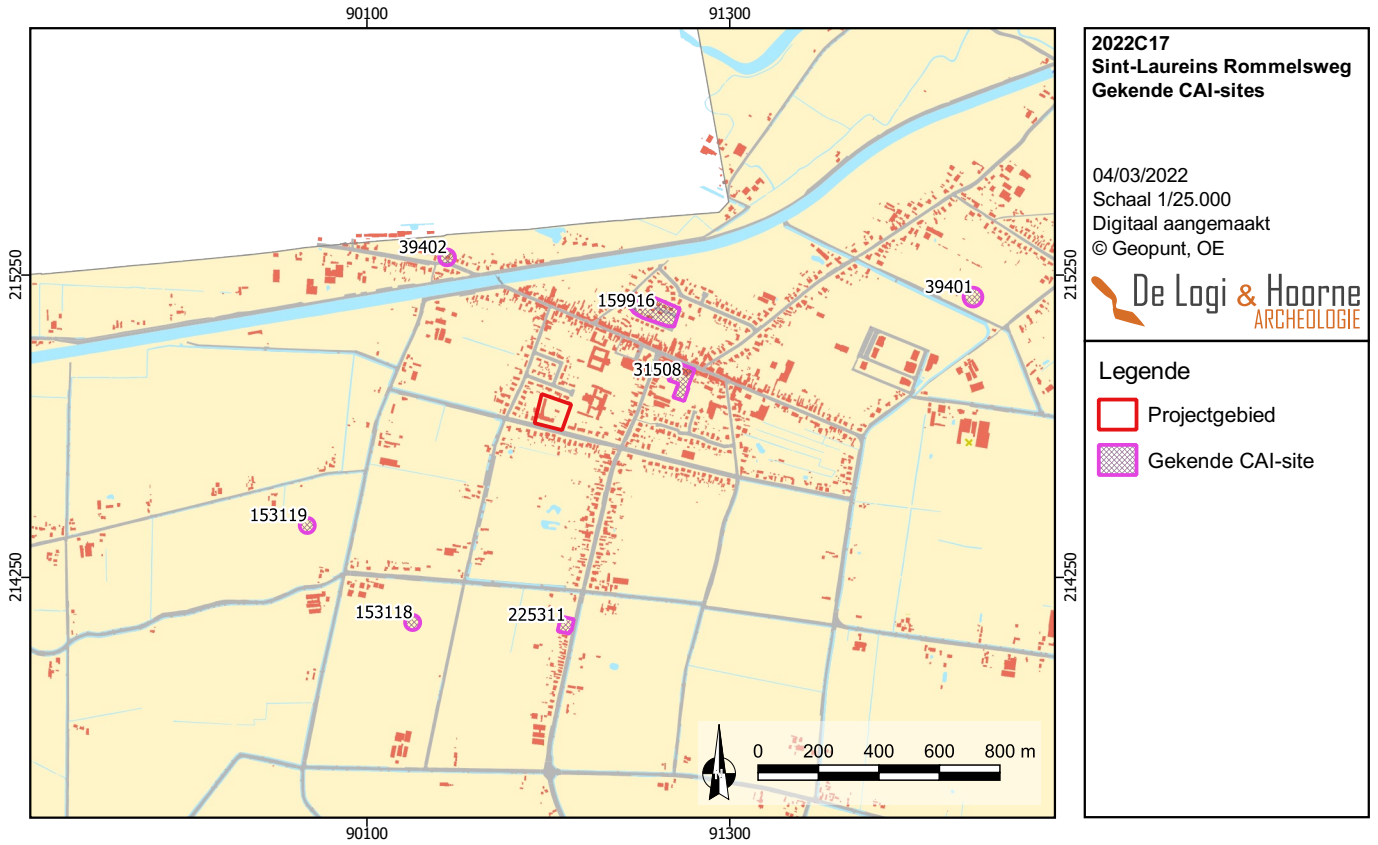 90100
91300
215250
214250
39402
159916
39401
31508
153119
153118
225311
0 200 400 600 800 m
215250
214250
90100
91300
2022C17
Sint-Laureins Rommelsweg
Gekende CAI-sites
04/03/2022
Schaal 1/25.000
Digitaal aangemaakt
© Geopunt, OE
De Logi & Hoorne
ARCHEOLOGIE
Legende
Projectgebied
Gekende CAI-site